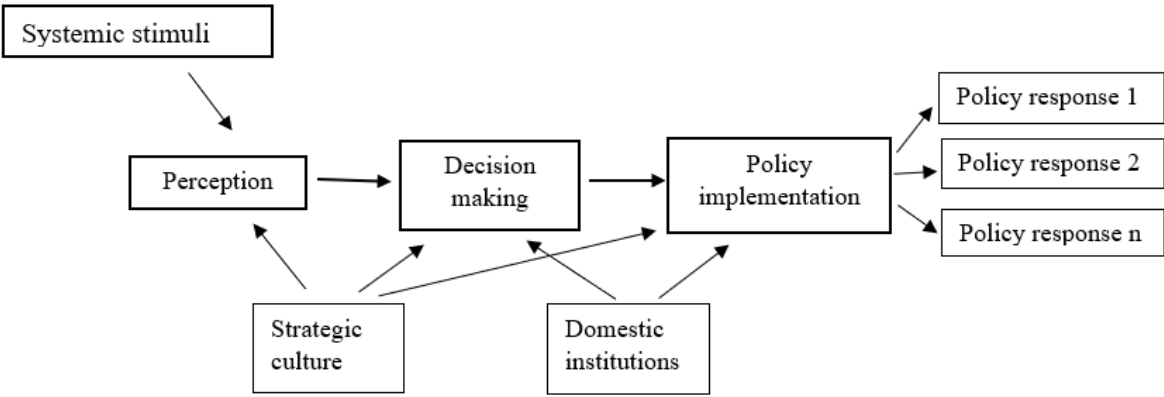 Systemic stimuli
Perception
Decision
making
Policy
implementation
Policy response 1
Policy response 2
Policy response n
Strategic
culture
Domestic
institutions